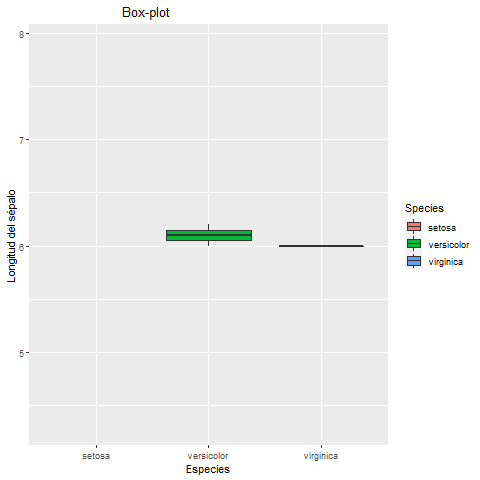 Box-plot
8
7
6
5
Longitud del sépalo
setosa
versicolor
virginica
Especies
Species
setosa
versicolor
virginica